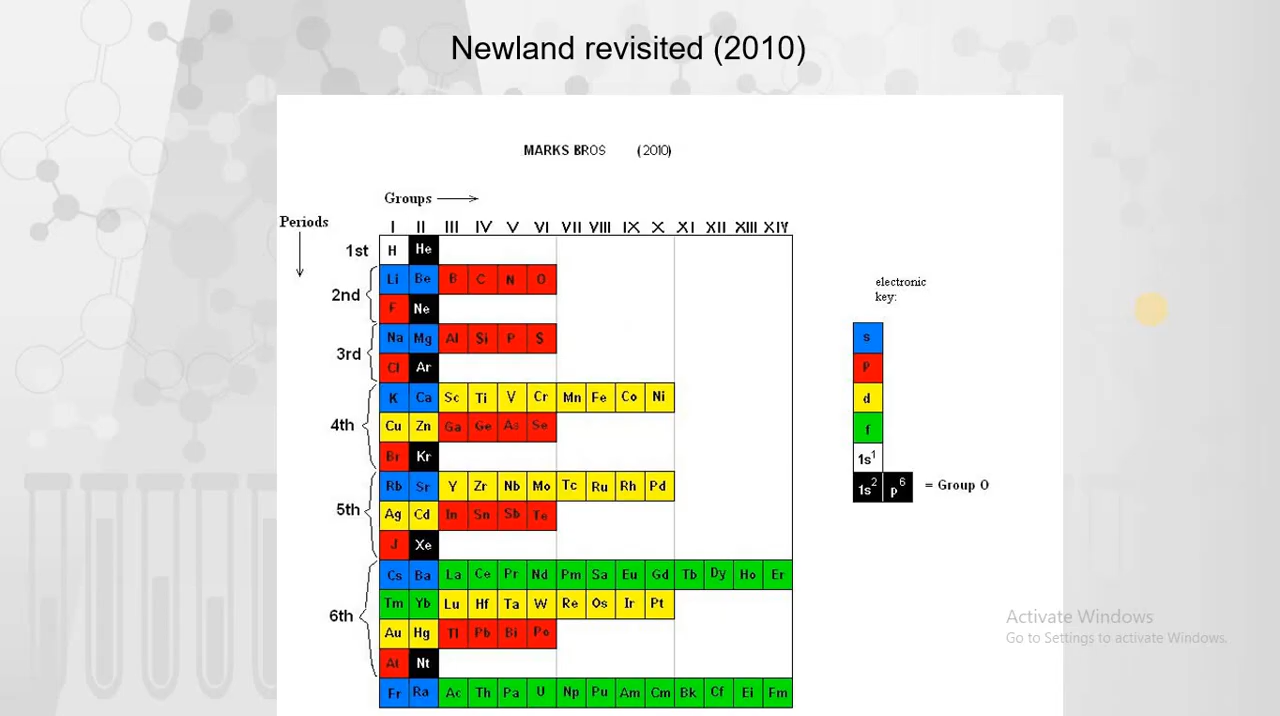 Newland revisited (2010)
MARKS BROS (2010)
Groups
Periods
I II III IV V VI VII VIII IX X XI XII XIII XIV
1st H He
2nd Li Be B C N O
F Ne
3rd Na Mg Al Si P S
Cl Ar
4th K Ca Sc Ti V Cr Mn Fe Co Ni
Cu Zn Ga Ge As Se
Br Kr
5th Rb Sr Y Zr Nb Mo Tc Ru Rh Pd
Ag Cd In Sn Sb Te
J Xe
6th Cs Ba La Ce Pr Nd Pm Sa Eu Gd Tb Dy Ho Er
Tm Yb Lu Hf Ta W Re Os Ir Pt
Au Hg Tl Pb Bi Po
At Nt
Fr Ra Ac Th Pa U Np Pu Am Cm Bk Cf Ei Fm
electronic
key:
s
p
d
f
1s¹
1s² p⁶ = Group O
Activate Windows
Go to Settings to activate Windows.